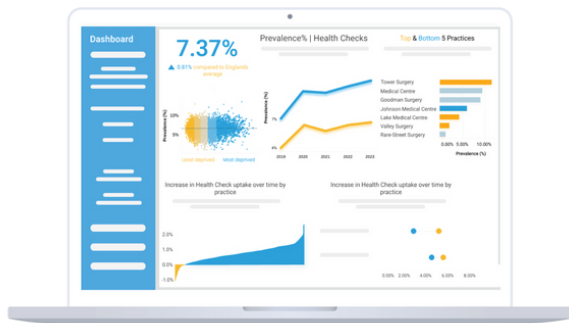 Dashboard
7.37%
▲ 0.81% compared to Englands
average
Prevalence% | Health Checks
Top & Bottom 5 Practices
Prevalence (%)
10%
5%
Least deprived
Most deprived
Prevalence (%)
7%
4%
2019 2020 2021 2022 2023
Tower Surgery
Medical Centre
Goodman Surgery
Johnson Medical Centre
Lake Medical Centre
Valley Surgery
Rare-Street Surgery
0.00% 5.00% 10.00%
Prevalence (%)
Increase in Health Check uptake over time by
practice
2.0%
1.0%
0.0%
-1.0%
Increase in Health Check uptake over time by
practice
0.00% 2.00% 4.00% 6.00% 8.00%